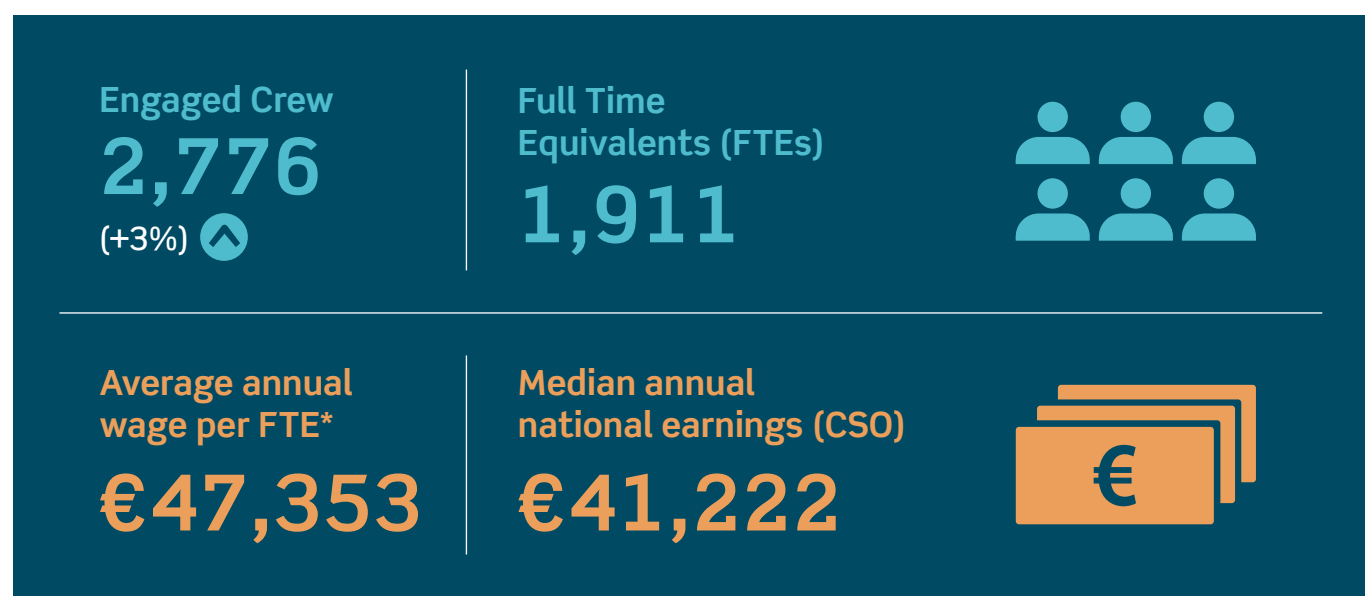 Engaged Crew
2,776
(+3%)
Full Time
Equivalents (FTEs)
1,911
Average annual
wage per FTE*
€47,353
Median annual
national earnings (CSO)
€41,222
€